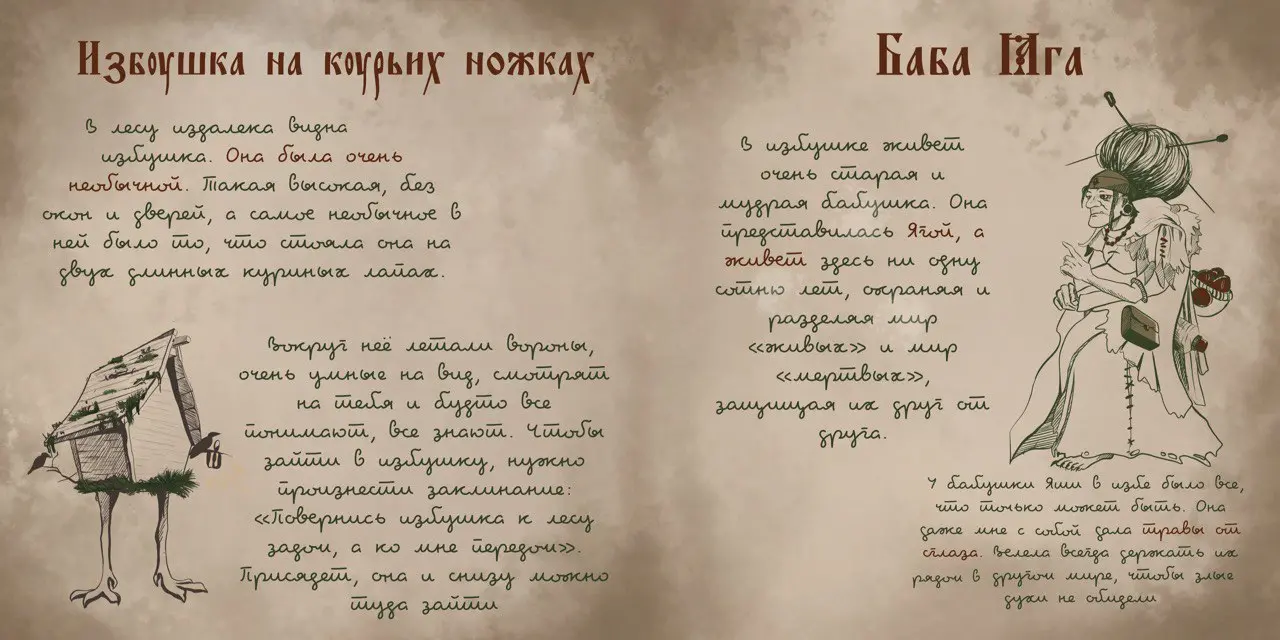 Избоушка на коурьих ножках
В лесу издалека видна
избушка. Она была очень
необычной. Такая высокая, без
окон и дверей, а самое необычное в
ней было то, что стояла она на
двух длинных куриных лапах.
Вокруг неё летали вороны,
очень умные на вид, смотрят
на тебя и будто все
понимают, все знают. Чтобы
зайти в избушку, нужно
произнести заклинание:
«Повернись избушка к лесу
задом, а ко мне передом».
Присядет, она и снизу можно
туда зайти
Баба Ꙗга
В избушке живет
очень старая и
мудрая бабушка. Она
представилась Ягой, а
живет здесь ни одну
сотню лет, охраняя и
разделяя мир
«живых» и мир
«мертвых»,
защищая их друг от
друга.
У бабушки Яги в избе было все,
что только может быть. Она
даже мне с собой дала травы от
сглаза. Велела всегда держать их
рядом в другом мире, чтобы злые
духи не обидели